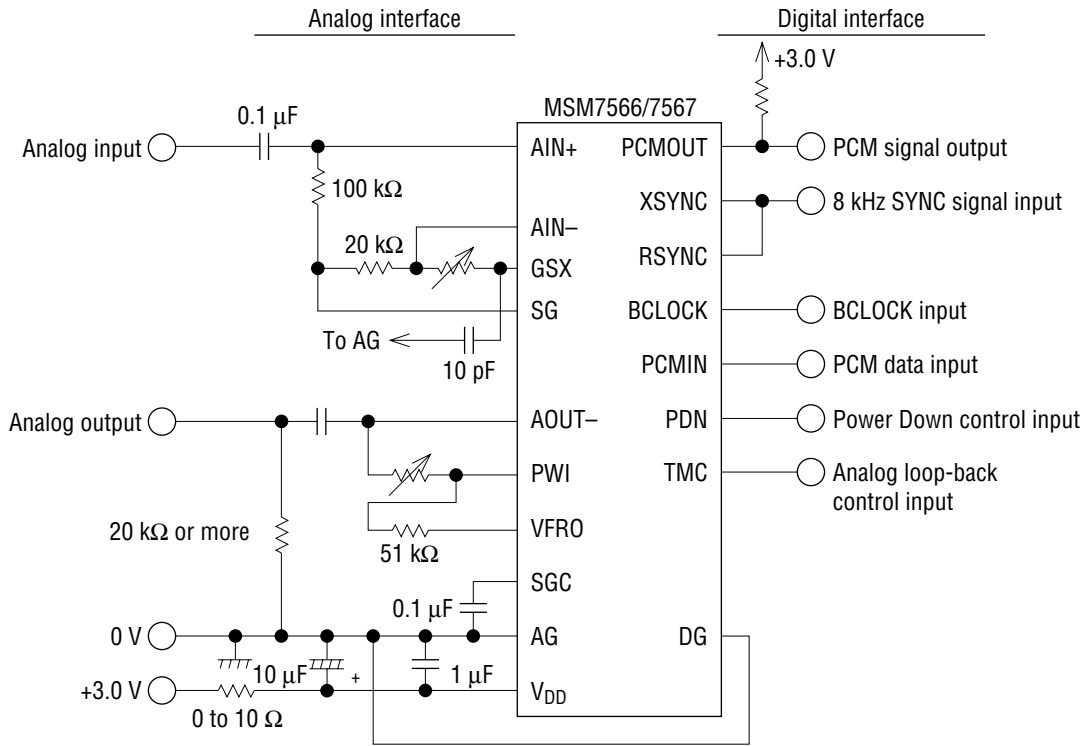 Analog interface
Digital interface
+3.0 V
MSM7566/7567
0.1 μF
Analog input
AIN+
PCMOUT
PCM signal output
100 kΩ
XSYNC
8 kHz SYNC signal input
AIN–
20 kΩ
RSYNC
GSX
SG
BCLOCK
BCLOCK input
To AG
10 pF
PCMIN
PCM data input
Analog output
AOUT–
PDN
Power Down control input
PWI
TMC
Analog loop-back
control input
20 kΩ or more
VFRO
51 kΩ
SGC
0.1 μF
0 V
AG
DG
10 μF
+
1 μF
+3.0 V
VDD
0 to 10 Ω